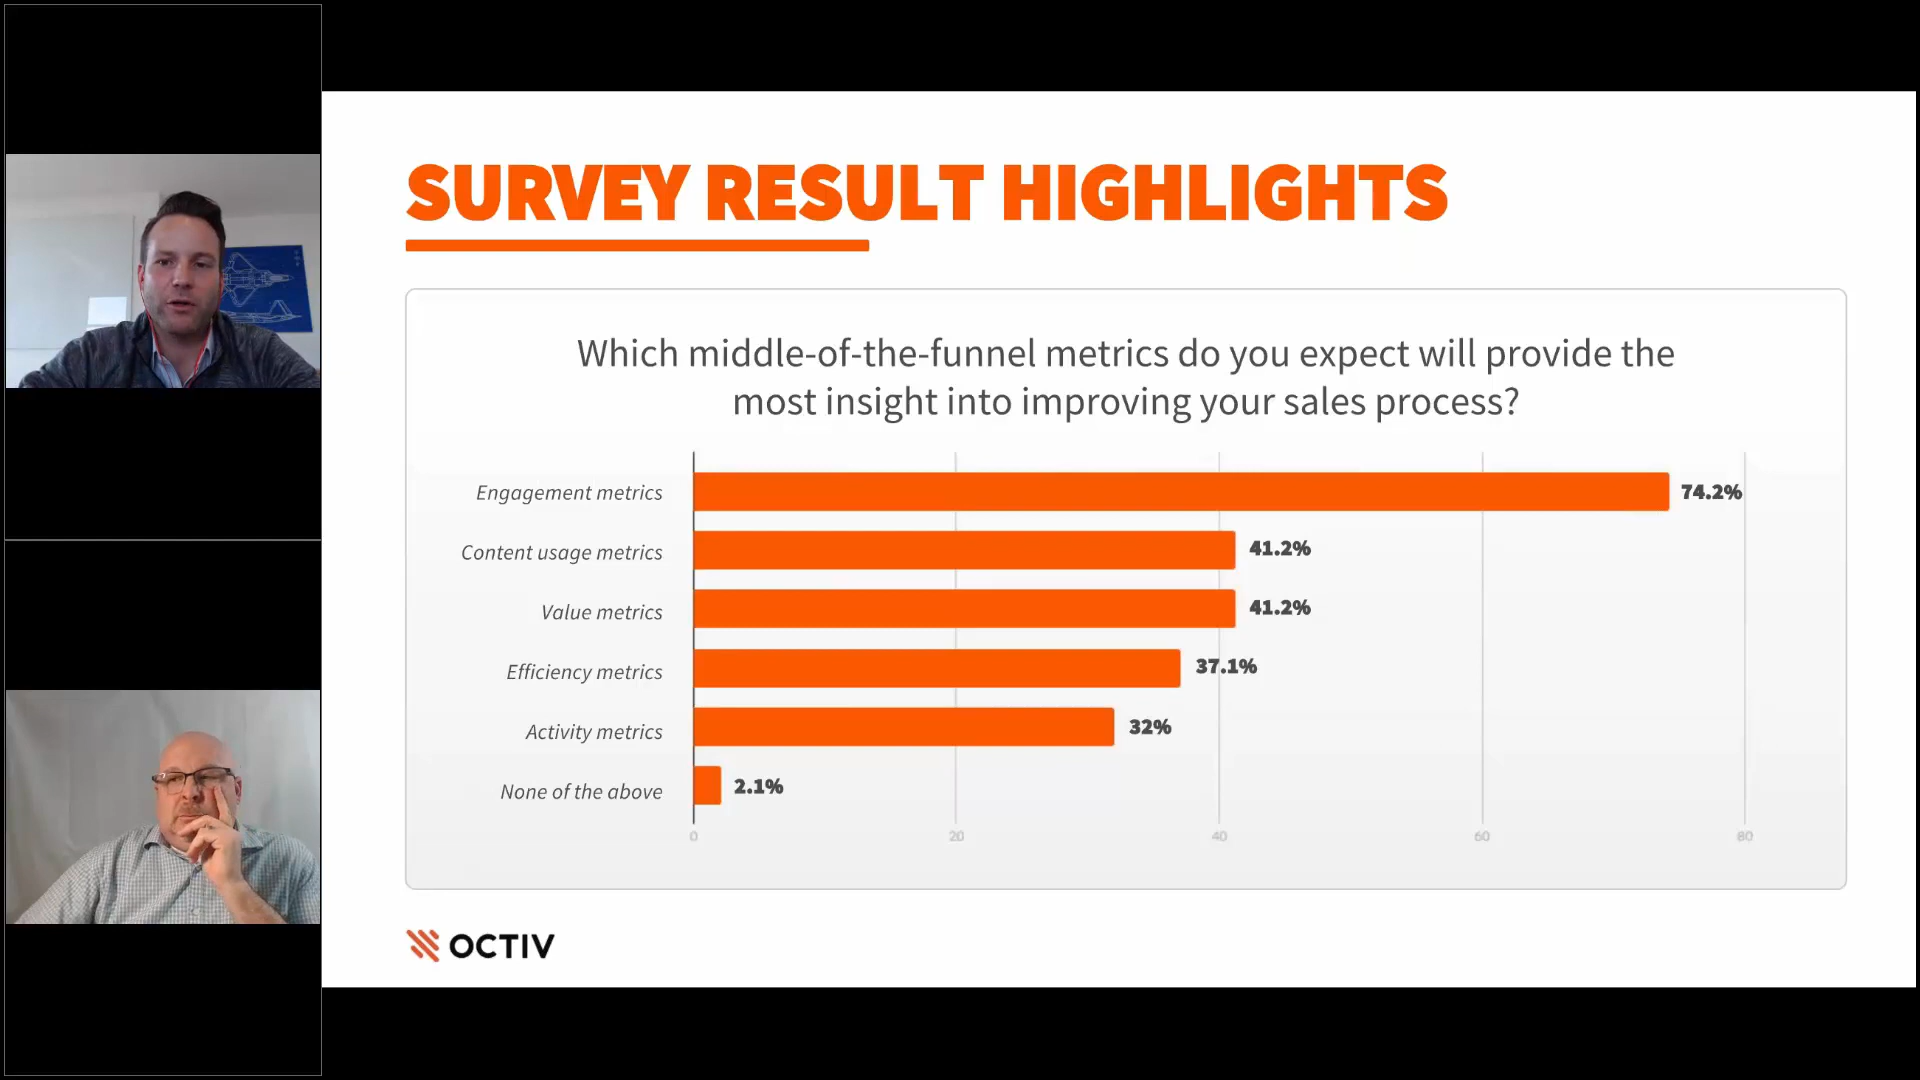 SURVEY RESULT HIGHLIGHTS
Which middle-of-the-funnel metrics do you expect will provide the
most insight into improving your sales process?
Engagement metrics 74.2%
Content usage metrics 41.2%
Value metrics 41.2%
Efficiency metrics 37.1%
Activity metrics 32%
None of the above 2.1%
0 20 40 60 80
OCTIV